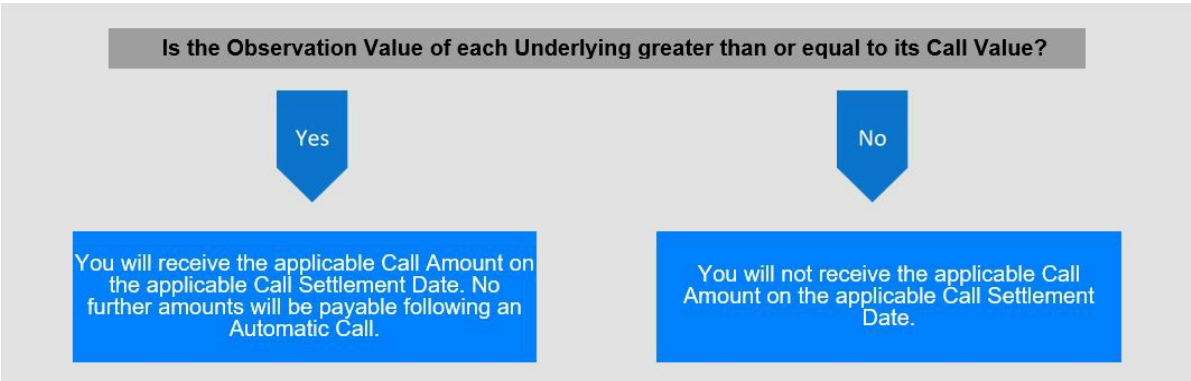 Is the Observation Value of each Underlying greater than or equal to its Call Value?
Yes
No
You will receive the applicable Call Amount on
the applicable Call Settlement Date. No
further amounts will be payable following an
Automatic Call.
You will not receive the applicable Call
Amount on the applicable Call Settlement
Date.